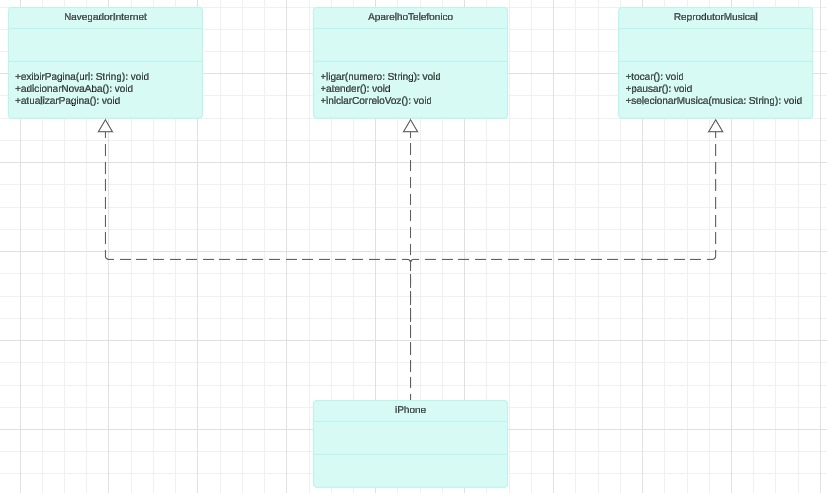 NavegadorInternet
+exibirPagina(url: String): void
+adicionarNovaAba(): void
+atualizarPagina(): void
AparelhoTelefonico
+ligar(numero: String): void
+atender(): void
+iniciarCorreioVoz(): void
ReprodutorMusical
+tocar(): void
+pausar(): void
+selecionarMusica(musica: String): void
iPhone